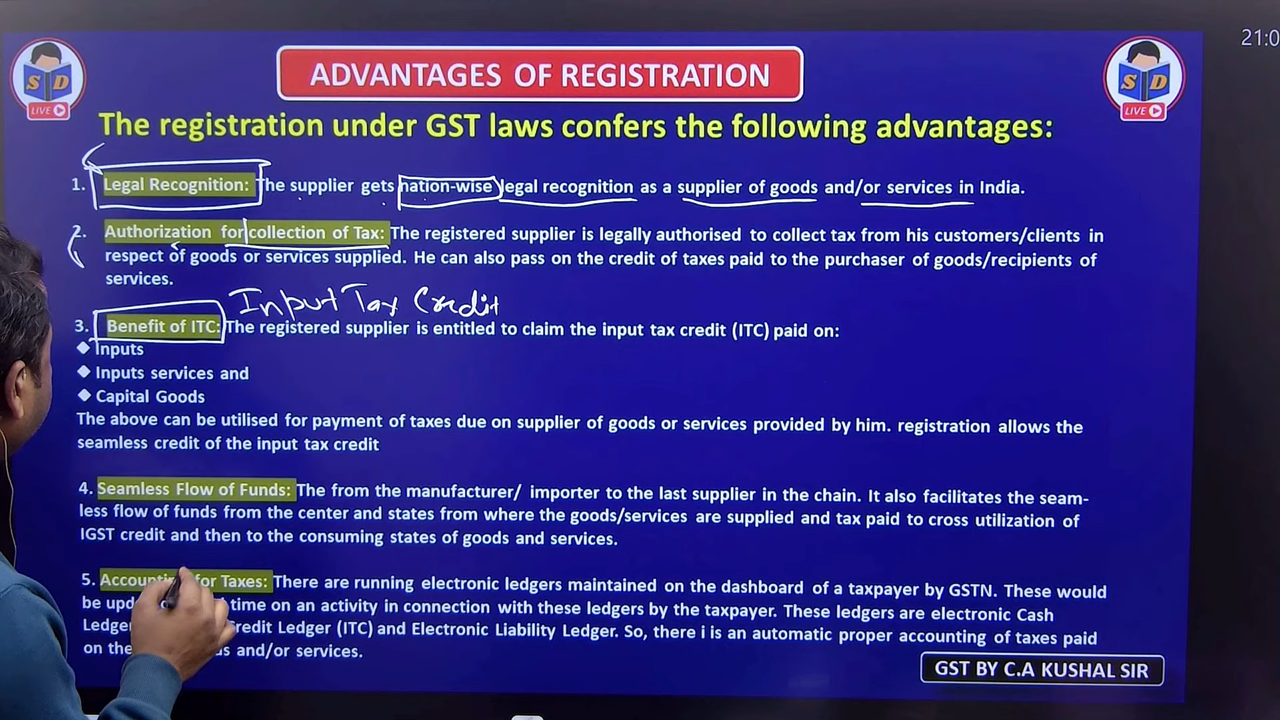 21:0
S D
LIVE
ADVANTAGES OF REGISTRATION
S D
LIVE
The registration under GST laws confers the following advantages:
1. Legal Recognition: The supplier gets nation-wise legal recognition as a supplier of goods and/or services in India.
2. Authorization for collection of Tax: The registered supplier is legally authorised to collect tax from his customers/clients in
respect of goods or services supplied. He can also pass on the credit of taxes paid to the purchaser of goods/recipients of
services.
Input Tax Credit
3. Benefit of ITC: The registered supplier is entitled to claim the input tax credit (ITC) paid on:
❖ Inputs
❖ Inputs services and
❖ Capital Goods
The above can be utilised for payment of taxes due on supplier of goods or services provided by him. registration allows the
seamless credit of the input tax credit
4. Seamless Flow of Funds: The from the manufacturer/ importer to the last supplier in the chain. It also facilitates the seam-
less flow of funds from the center and states from where the goods/services are supplied and tax paid to cross utilization of
IGST credit and then to the consuming states of goods and services.
5. Accounting for Taxes: There are running electronic ledgers maintained on the dashboard of a taxpayer by GSTN. These would
be time on an activity in connection with these ledgers by the taxpayer. These ledgers are electronic Cash
Ledger Credit Ledger (ITC) and Electronic Liability Ledger. So, there i is an automatic proper accounting of taxes paid
on the and/or services.
GST BY C.A KUSHAL SIR